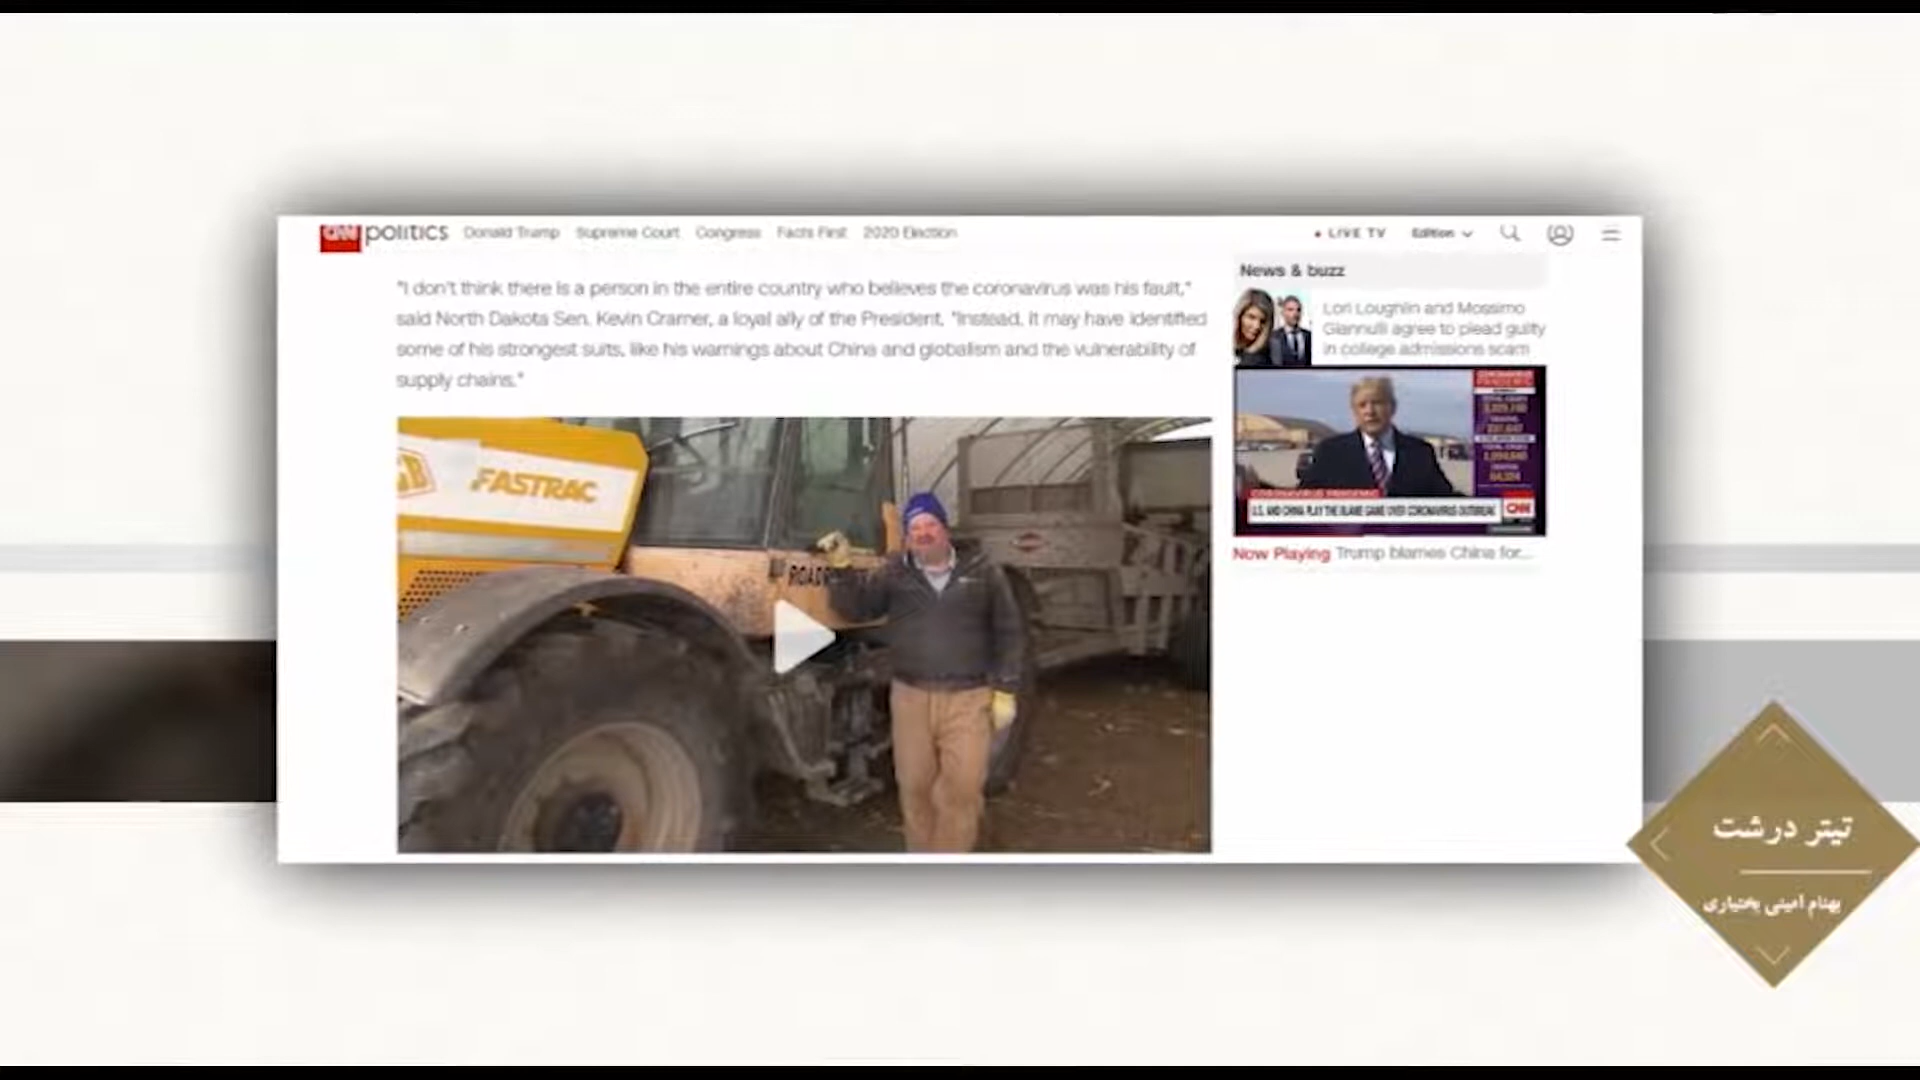 CNN politics Donald Trump Supreme Court Congress Facts First 2020 Election
• LIVE TV Edition
"I don't think there is a person in the entire country who believes the coronavirus was his fault,"
said North Dakota Sen. Kevin Cramer, a loyal ally of the President. "Instead, it may have identified
some of his strongest suits, like his warnings about China and globalism and the vulnerability of
supply chains."
FASTRAC
News & buzz
Lori Loughlin and Mossimo
Giannulli agree to plead guilty
in college admissions scam
CORONAVIRUS
PANDEMIC
CORONAVIRUS PANDEMIC
U.S. AND CHINA PLAY THE BLAME GAME OVER CORONAVIRUS OUTBREAK
CNN
Now Playing Trump blames China for...
تیتر درشت
بهنام امینی بختیاری